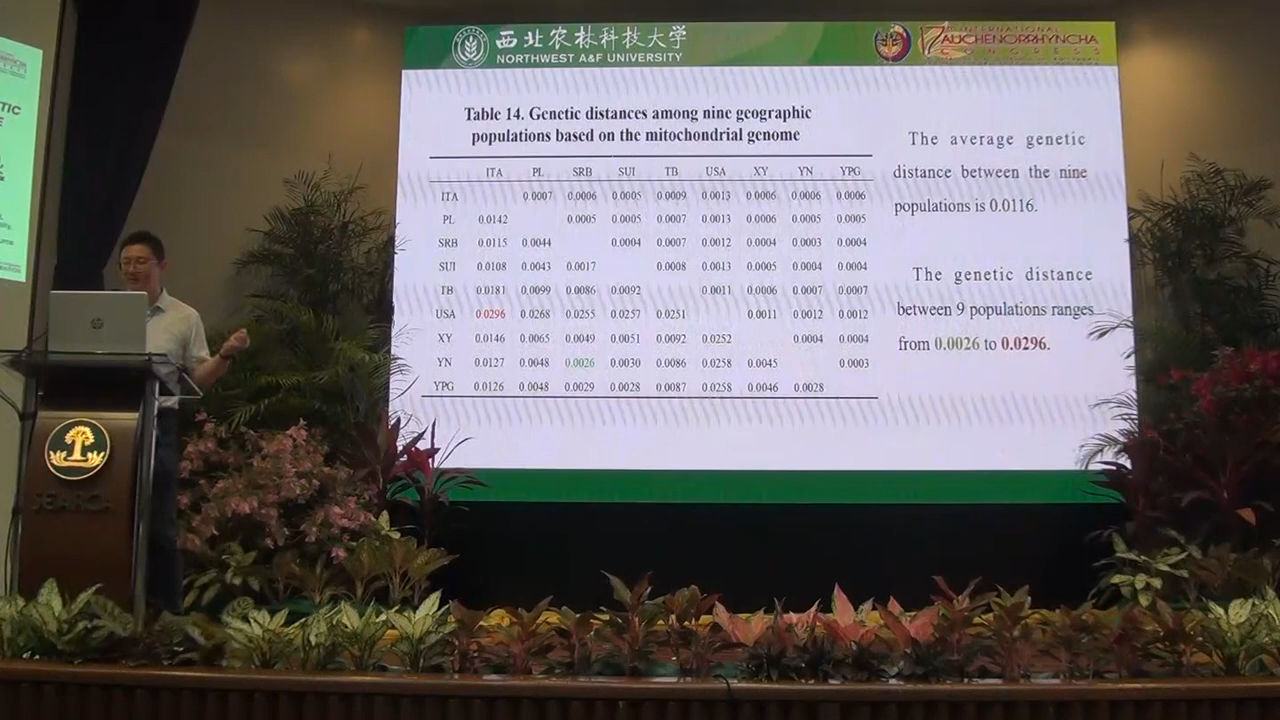 西北农林科技大学
NORTHWEST A&F UNIVERSITY
17 INTERNATIONAL
AUCHENORRHYNCHA
CONGRESS
Table 14. Genetic distances among nine geographic
populations based on the mitochondrial genome
ITA PL SRB SUI TB USA XY YN YPG
ITA 0.0007 0.0006 0.0005 0.0009 0.0013 0.0006 0.0006 0.0006
PL 0.0142 0.0005 0.0005 0.0007 0.0013 0.0006 0.0005 0.0005
SRB 0.0115 0.0044 0.0004 0.0007 0.0012 0.0004 0.0003 0.0004
SUI 0.0108 0.0043 0.0017 0.0008 0.0013 0.0005 0.0004 0.0004
TB 0.0181 0.0099 0.0086 0.0092 0.0011 0.0006 0.0007 0.0007
USA 0.0296 0.0268 0.0255 0.0257 0.0251 0.0011 0.0012 0.0012
XY 0.0146 0.0065 0.0049 0.0051 0.0092 0.0252 0.0004 0.0004
YN 0.0127 0.0048 0.0026 0.0030 0.0086 0.0258 0.0045 0.0003
YPG 0.0126 0.0048 0.0029 0.0028 0.0087 0.0258 0.0046 0.0028
The average genetic
distance between the nine
populations is 0.0116.
The genetic distance
between 9 populations ranges
from 0.0026 to 0.0296.
hp
SEARCA